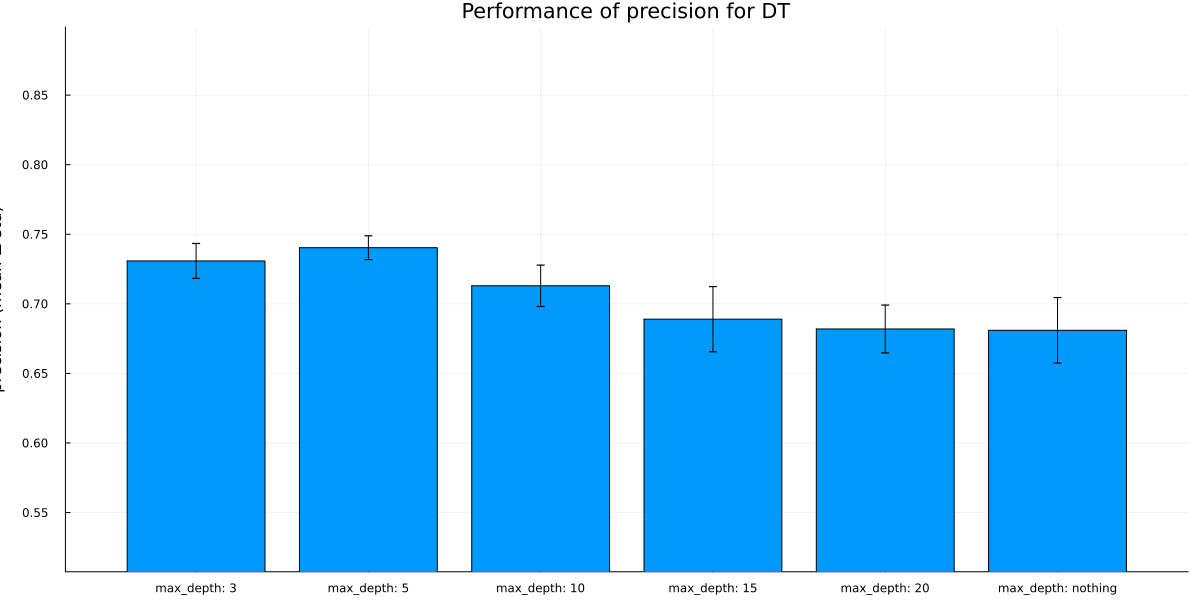 Performance of precision for DT
0.85
0.80
0.75
0.70
0.65
0.60
0.55
max_depth: 3
max_depth: 5
max_depth: 10
max_depth: 15
max_depth: 20
max_depth: nothing